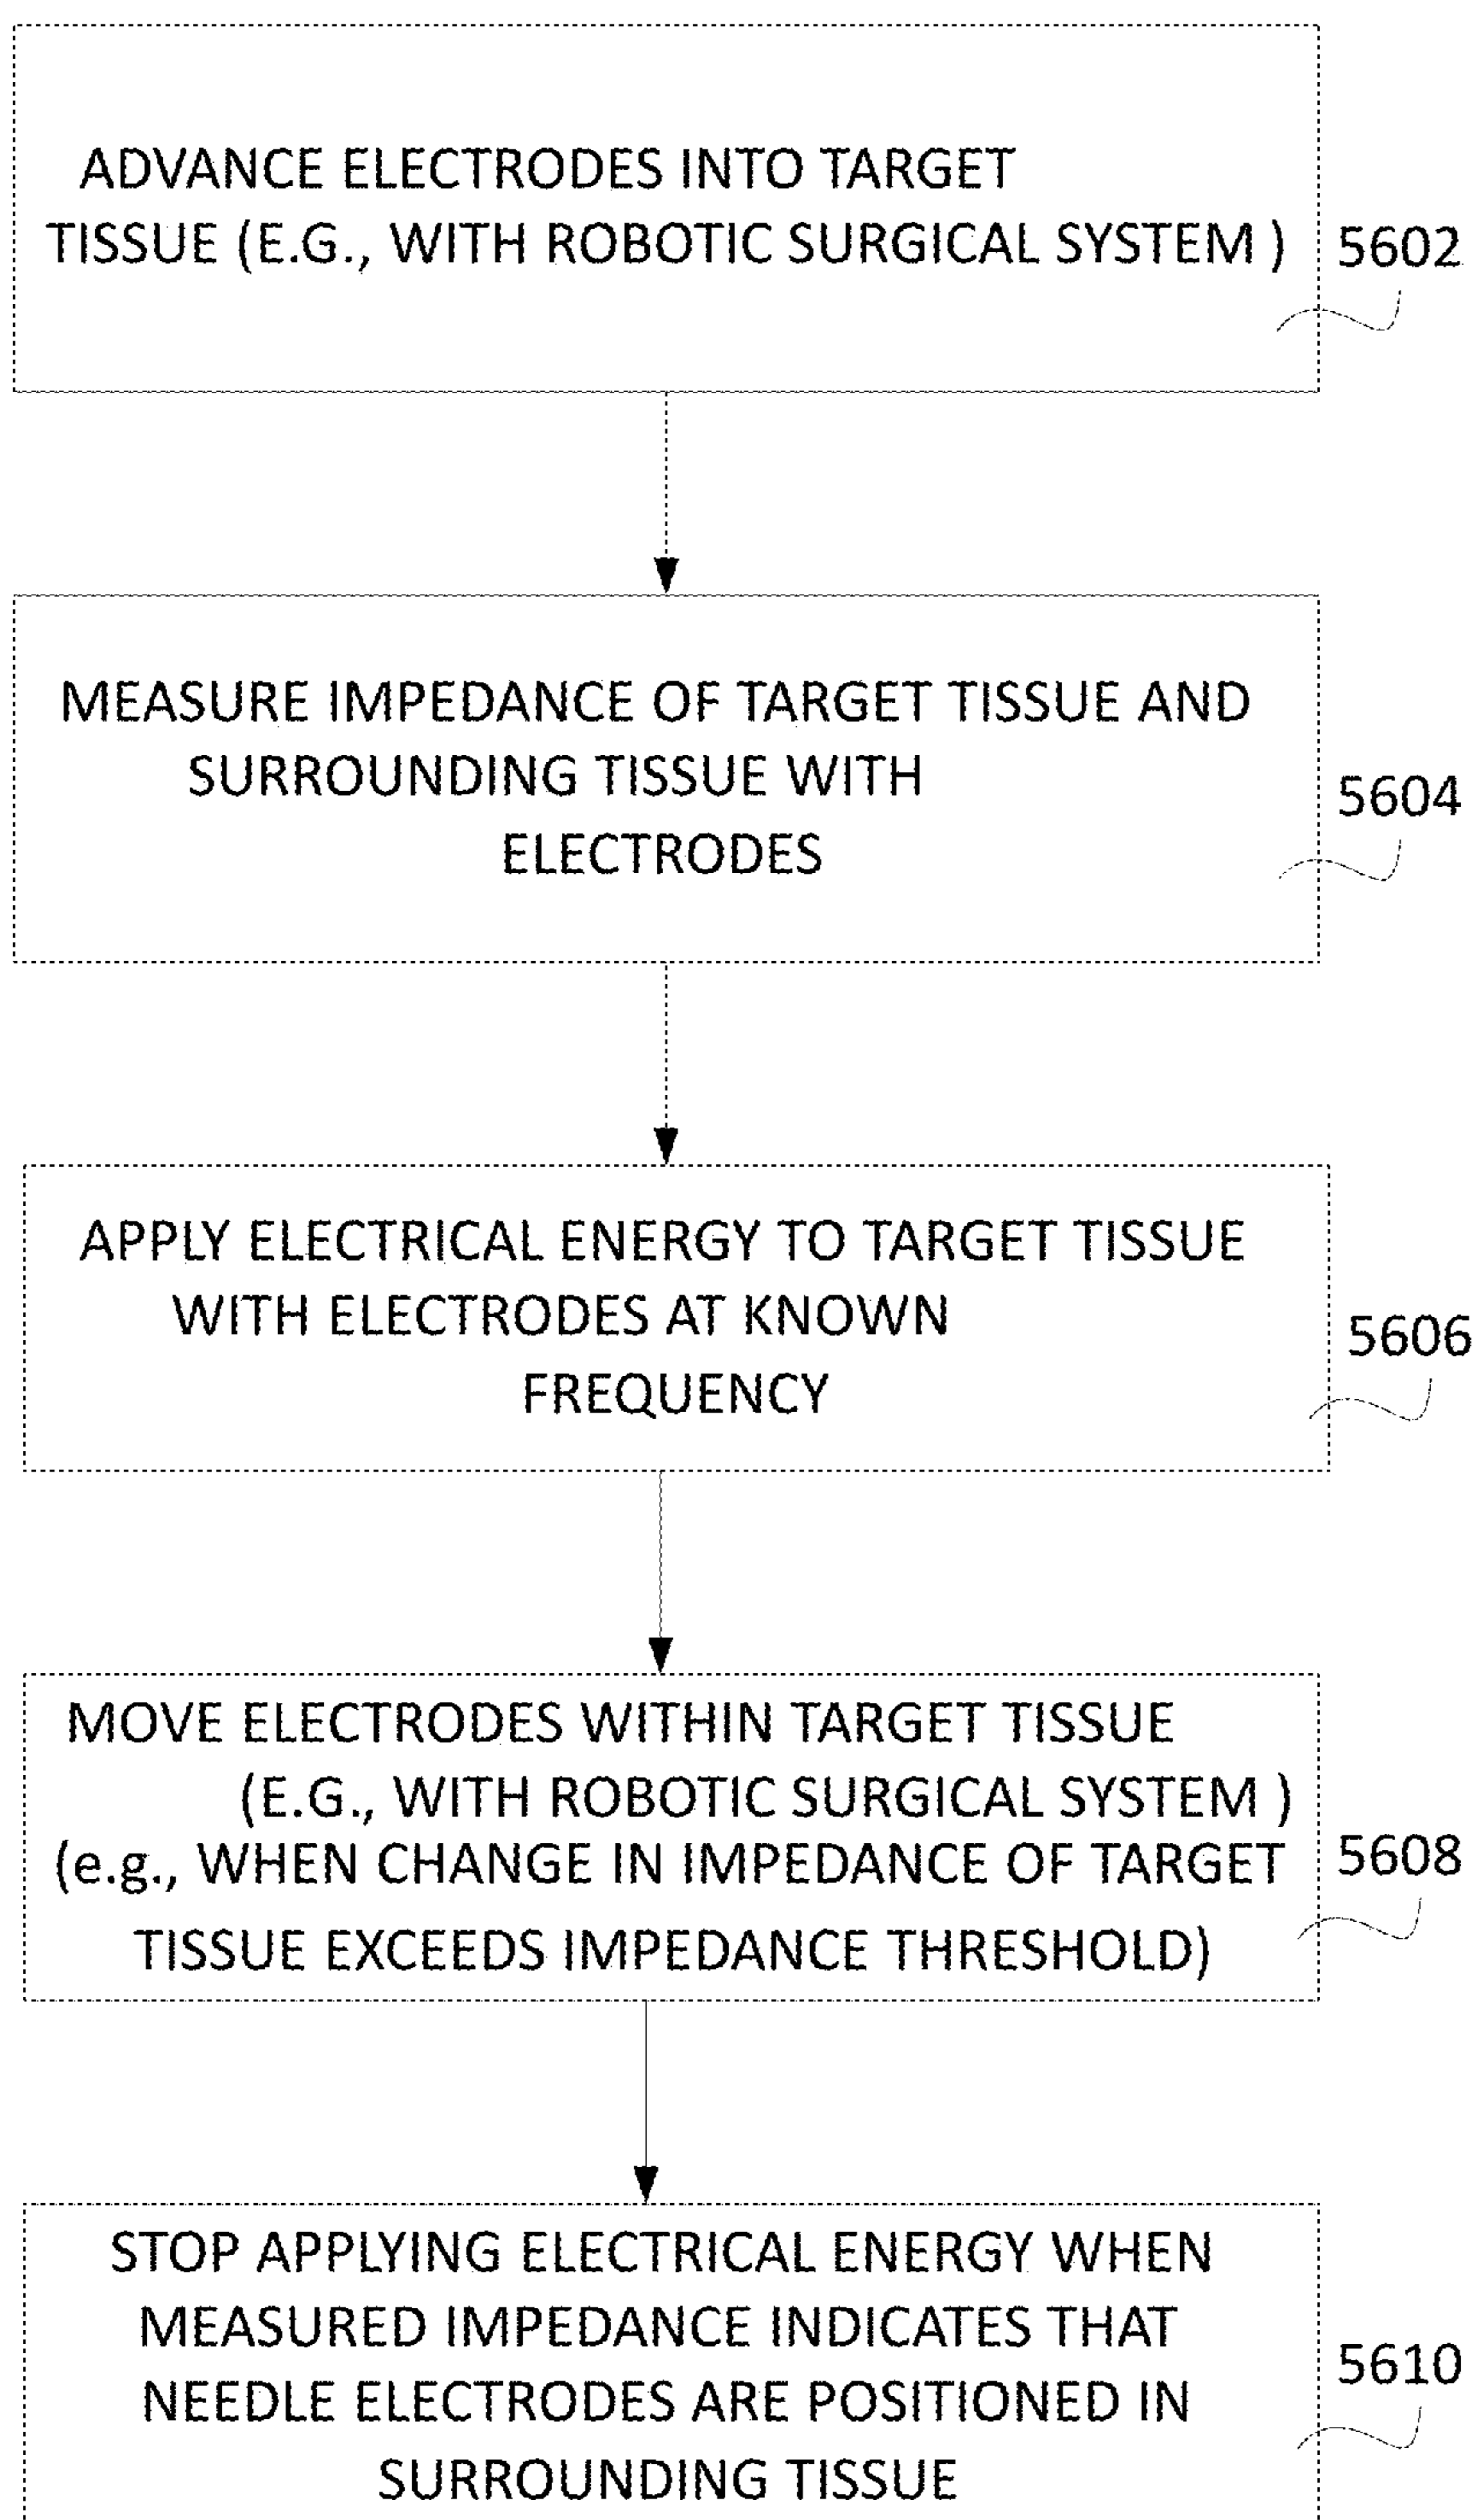 ADVANCE ELECTRODES INTO TARGET
TISSUE (E.G., WITH ROBOTIC SURGICAL SYSTEM )
5602
MEASURE IMPEDANCE OF TARGET TISSUE AND
SURROUNDING TISSUE WITH
ELECTRODES
5604
APPLY ELECTRICAL ENERGY TO TARGET TISSUE
WITH ELECTRODES AT KNOWN
FREQUENCY
5606
MOVE ELECTRODES WITHIN TARGET TISSUE
(E.G., WITH ROBOTIC SURGICAL SYSTEM )
(e.g., WHEN CHANGE IN IMPEDANCE OF TARGET
TISSUE EXCEEDS IMPEDANCE THRESHOLD)
5608
STOP APPLYING ELECTRICAL ENERGY WHEN
MEASURED IMPEDANCE INDICATES THAT
NEEDLE ELECTRODES ARE POSITIONED IN
SURROUNDING TISSUE
5610